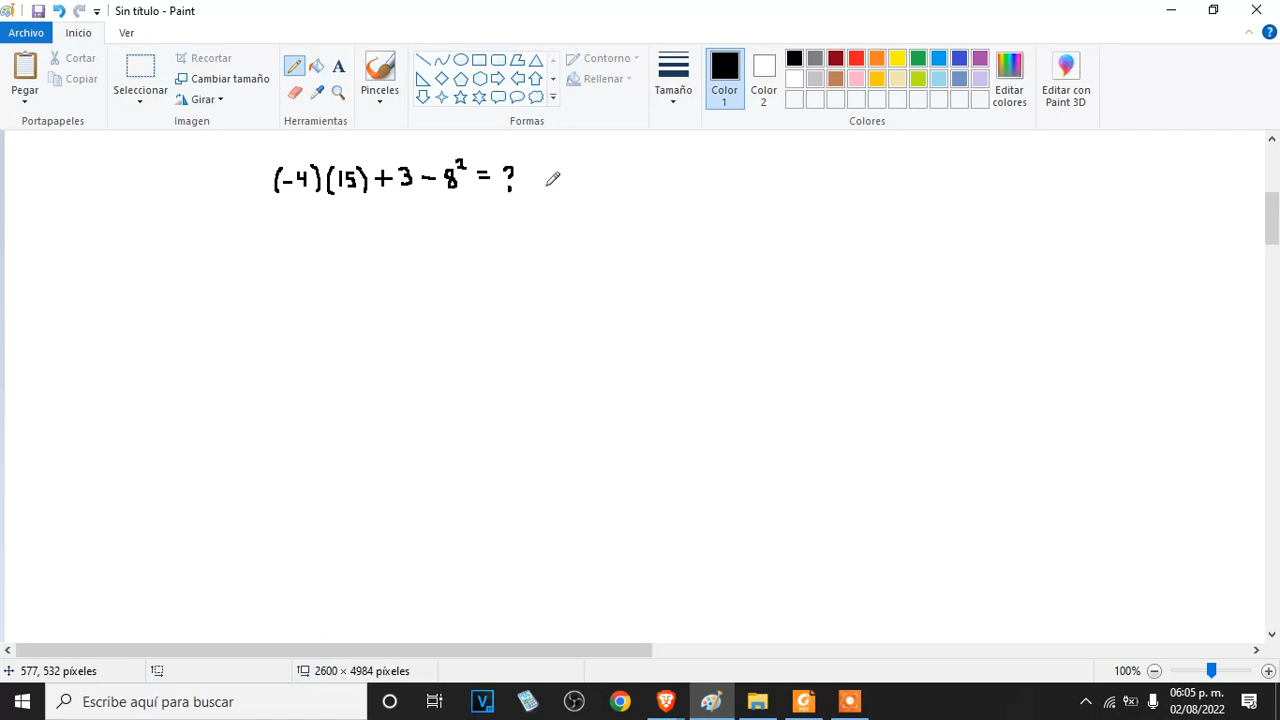 Sin título - Paint
Archivo Inicio Ver
Pegar
Cortar
Copiar
Portapapeles
Seleccionar
Recortar
Cambiar tamaño
Girar
Imagen
A
Herramientas
Pinceles
Contorno
Rellenar
Formas
Tamaño
Color 1
Color 2
Editar colores
Colores
Editar con Paint 3D
(-4)(15)+3-8² = ?
577, 532 píxeles
2600 × 4984 píxeles
100%
Escribe aquí para buscar
06:05 p. m.
02/08/2022